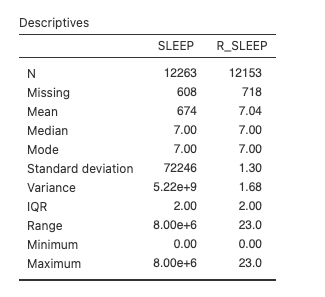 Descriptives
SLEEP R_SLEEP
N 12263 12153
Missing 608 718
Mean 674 7.04
Median 7.00 7.00
Mode 7.00 7.00
Standard deviation 72246 1.30
Variance 5.22e+9 1.68
IQR 2.00 2.00
Range 8.00e+6 23.0
Minimum 0.00 0.00
Maximum 8.00e+6 23.0